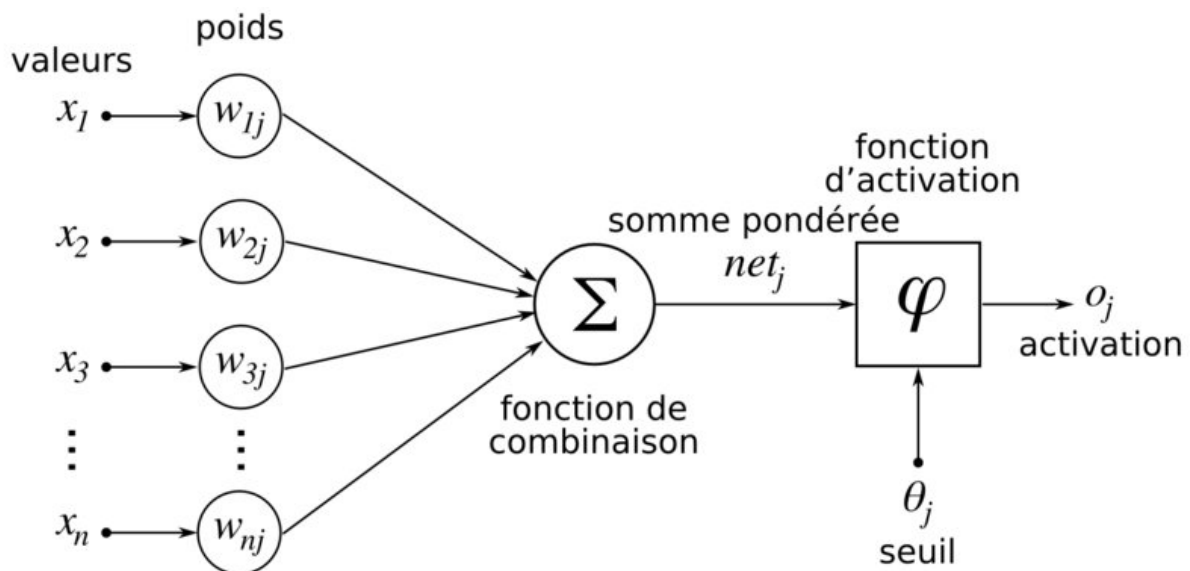 poids
valeurs
x1
w1j
x2
w2j
x3
w3j
⋮
⋮
xn
wnj
Σ
fonction de
combinaison
somme pondérée
netj
fonction
d'activation
φ
oj
activation
θj
seuil